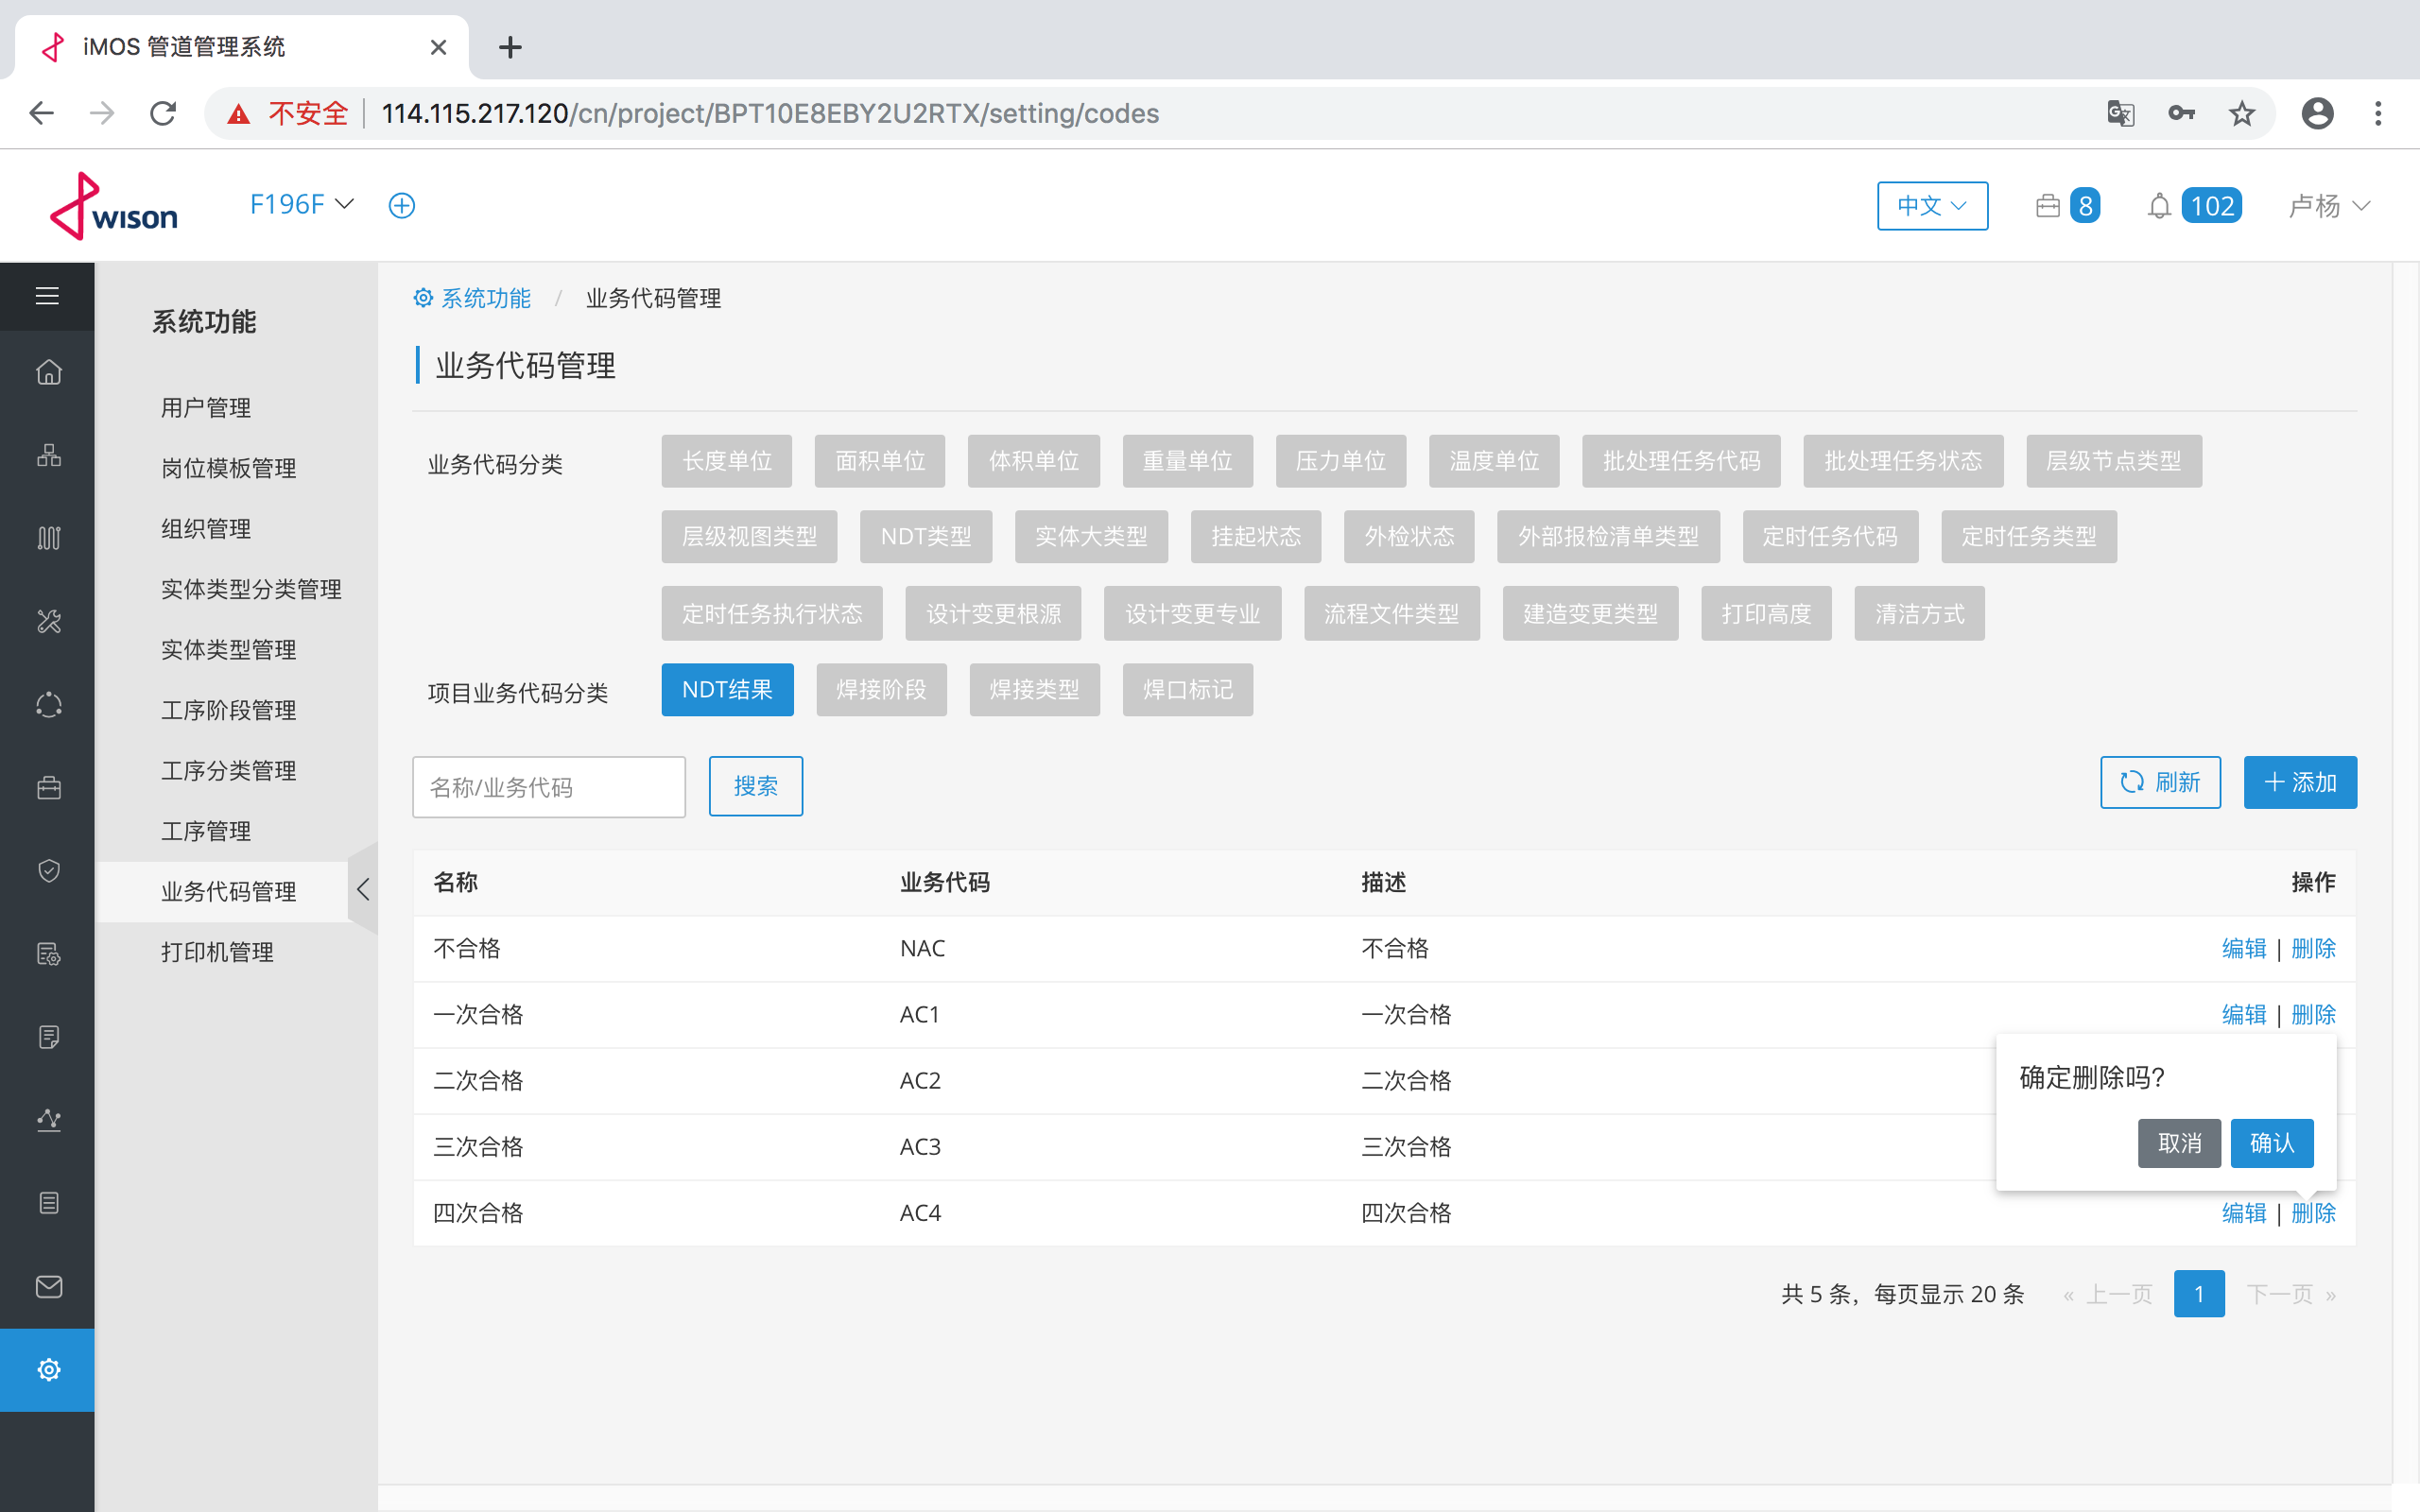 iMOS 管道管理系统
不安全 114.115.217.120/cn/project/BPT10E8EBY2U2RTX/setting/codes
wison F196F 中文 8 102 卢杨
系统功能 / 业务代码管理
系统功能
用户管理
岗位模板管理
组织管理
实体类型分类管理
实体类型管理
工序阶段管理
工序分类管理
工序管理
业务代码管理
打印机管理
业务代码管理
业务代码分类 长度单位 面积单位 体积单位 重量单位 压力单位 温度单位 批处理任务代码 批处理任务状态 层级节点类型
层级视图类型 NDT类型 实体大类型 挂起状态 外检状态 外部报检清单类型 定时任务代码 定时任务类型
定时任务执行状态 设计变更根源 设计变更专业 流程文件类型 建造变更类型 打印高度 清洁方式
项目业务代码分类 NDT结果 焊接阶段 焊接类型 焊口标记
名称/业务代码 搜索 刷新 添加
名称 业务代码 描述 操作
不合格 NAC 不合格 编辑 | 删除
一次合格 AC1 一次合格 编辑 | 删除
二次合格 AC2 二次合格
三次合格 AC3 三次合格
确定删除吗?
取消 确认
四次合格 AC4 四次合格 编辑 | 删除
共 5 条，每页显示 20 条 « 上一页 1 下一页 »